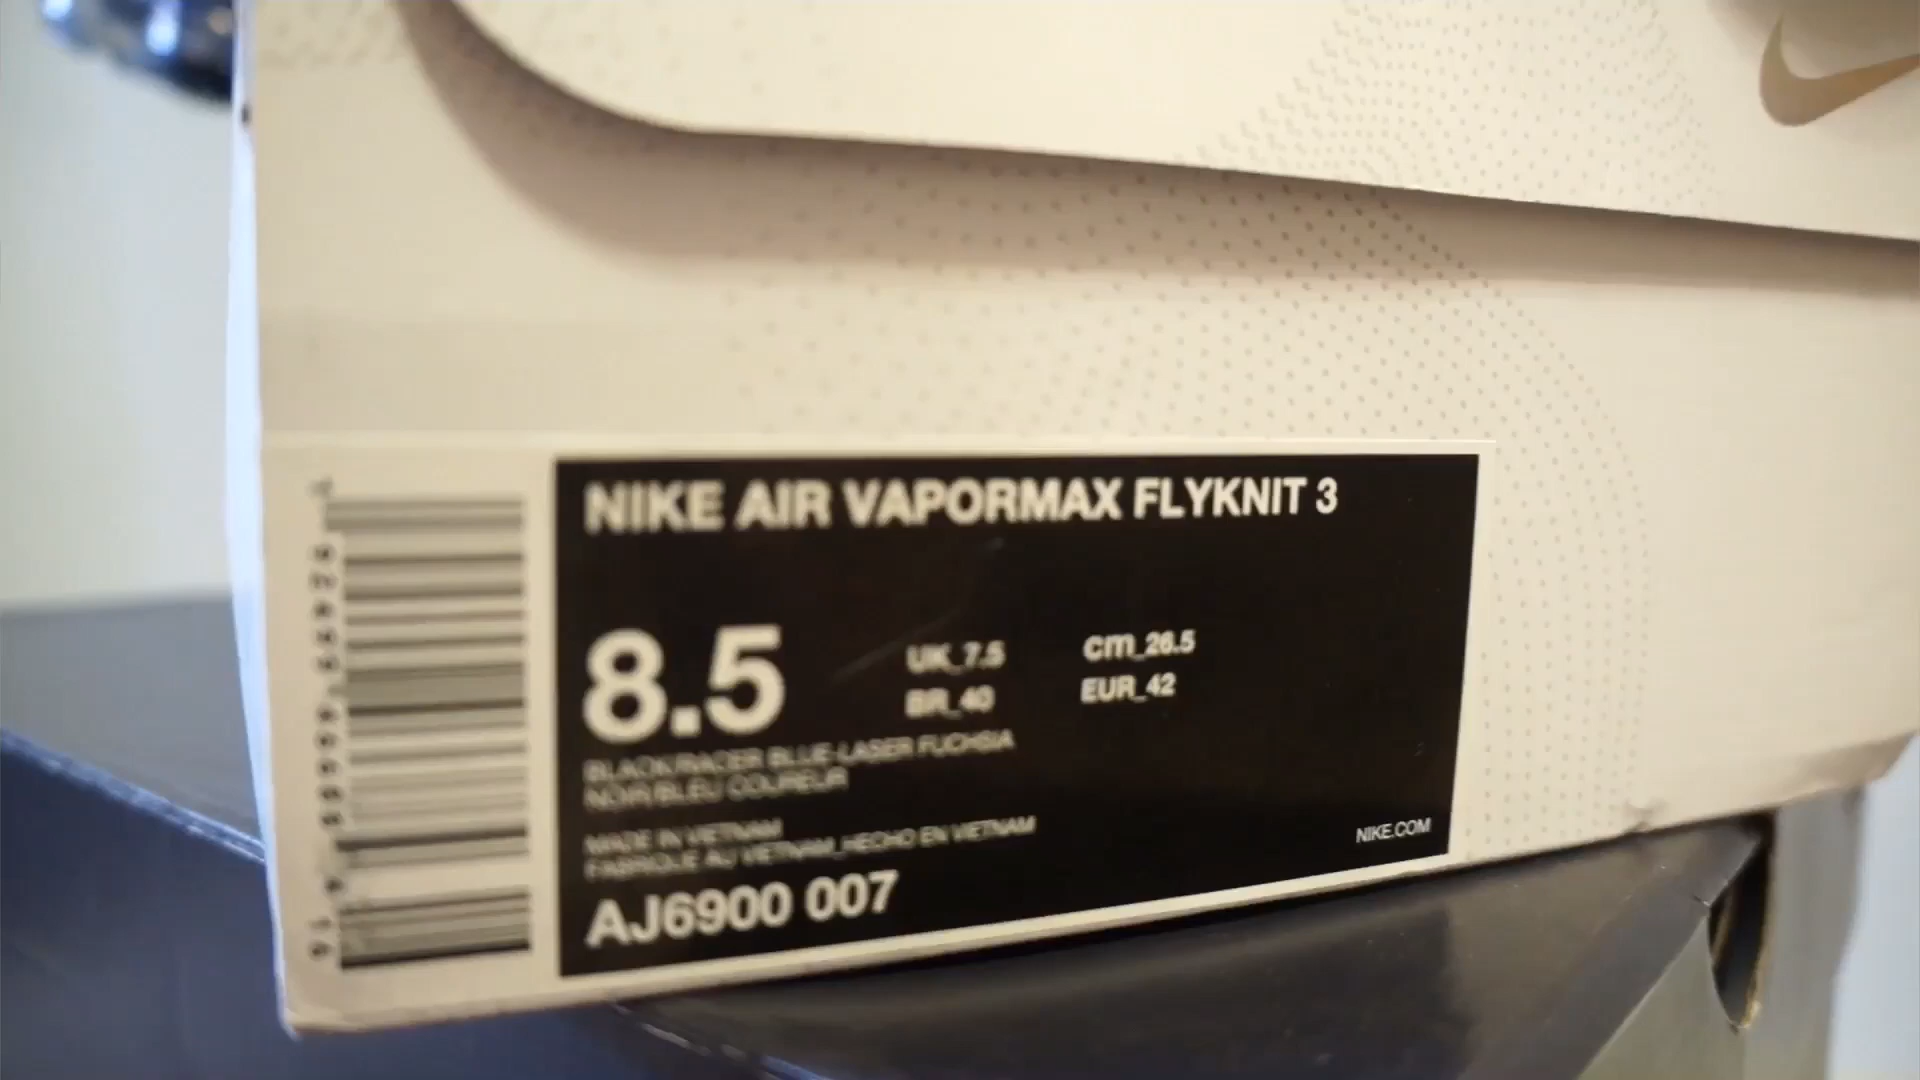 NIKE AIR VAPORMAX FLYKNIT 3
8.5
UK_7.5 cm_26.5
BR_40 EUR_42
BLACK/RACER BLUE-LASER FUCHSIA
NOIR/BLEU COUREUR
MADE IN VIETNAM
FABRIQUE AU VIETNAM_HECHO EN VIETNAM
NIKE.COM
AJ6900 007